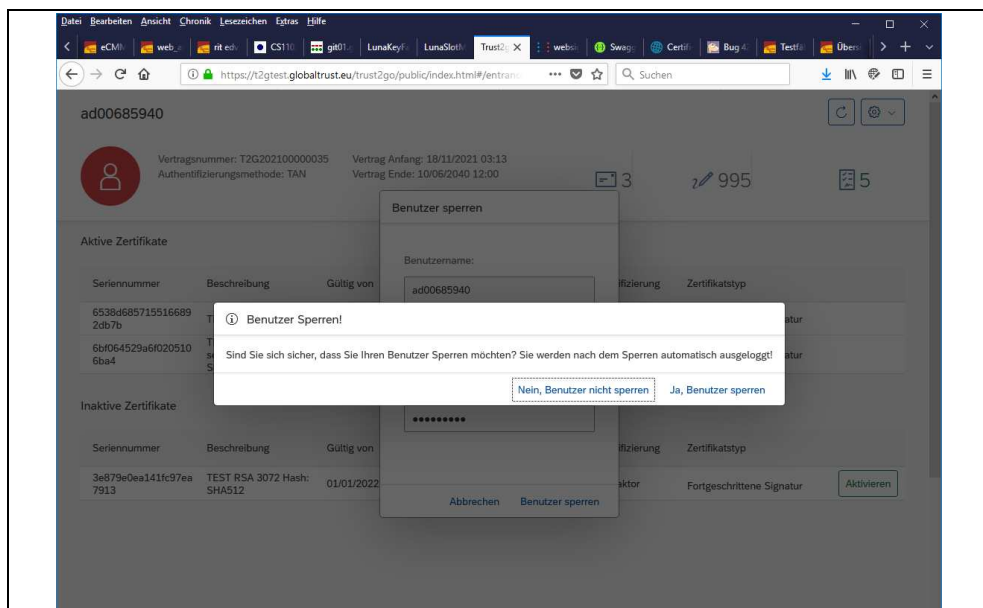 Datei Bearbeiten Ansicht Chronik Lesezeichen Extras Hilfe
eCM web_ rit ed CS110 git01. LunaKeyF LunaSlot Trust2 websi Swag Certifi Bug 4 Testfä Übers
https://t2gtest.globaltrust.eu/trust2go/public/index.html#/entran Suchen
ad00685940
Vertragsnummer: T2G202100000035 Vertrag Anfang: 18/11/2021 03:13
Authentifizierungsmethode: TAN Vertrag Ende: 10/06/2040 12:00
3 995 5
Benutzer sperren
Aktive Zertifikate
Benutzername:
Seriennummer Beschreibung Gültig von ifizierung Zertifikatstyp
ad00685940
6538d685715516689
2db7b
atur
Benutzer Sperren!
6bf064529a6f020510
6ba4
atur
Sind Sie sich sicher, dass Sie Ihren Benutzer Sperren möchten? Sie werden nach dem Sperren automatisch ausgeloggt!
Nein, Benutzer nicht sperren Ja, Benutzer sperren
Inaktive Zertifikate
•••••••••
Seriennummer Beschreibung Gültig von ifizierung Zertifikatstyp
3e879e0ea141fc97ea TEST RSA 3072 Hash: 01/01/2022 aktor Fortgeschrittene Signatur Aktivieren
7913 SHA512
Abbrechen Benutzer sperren